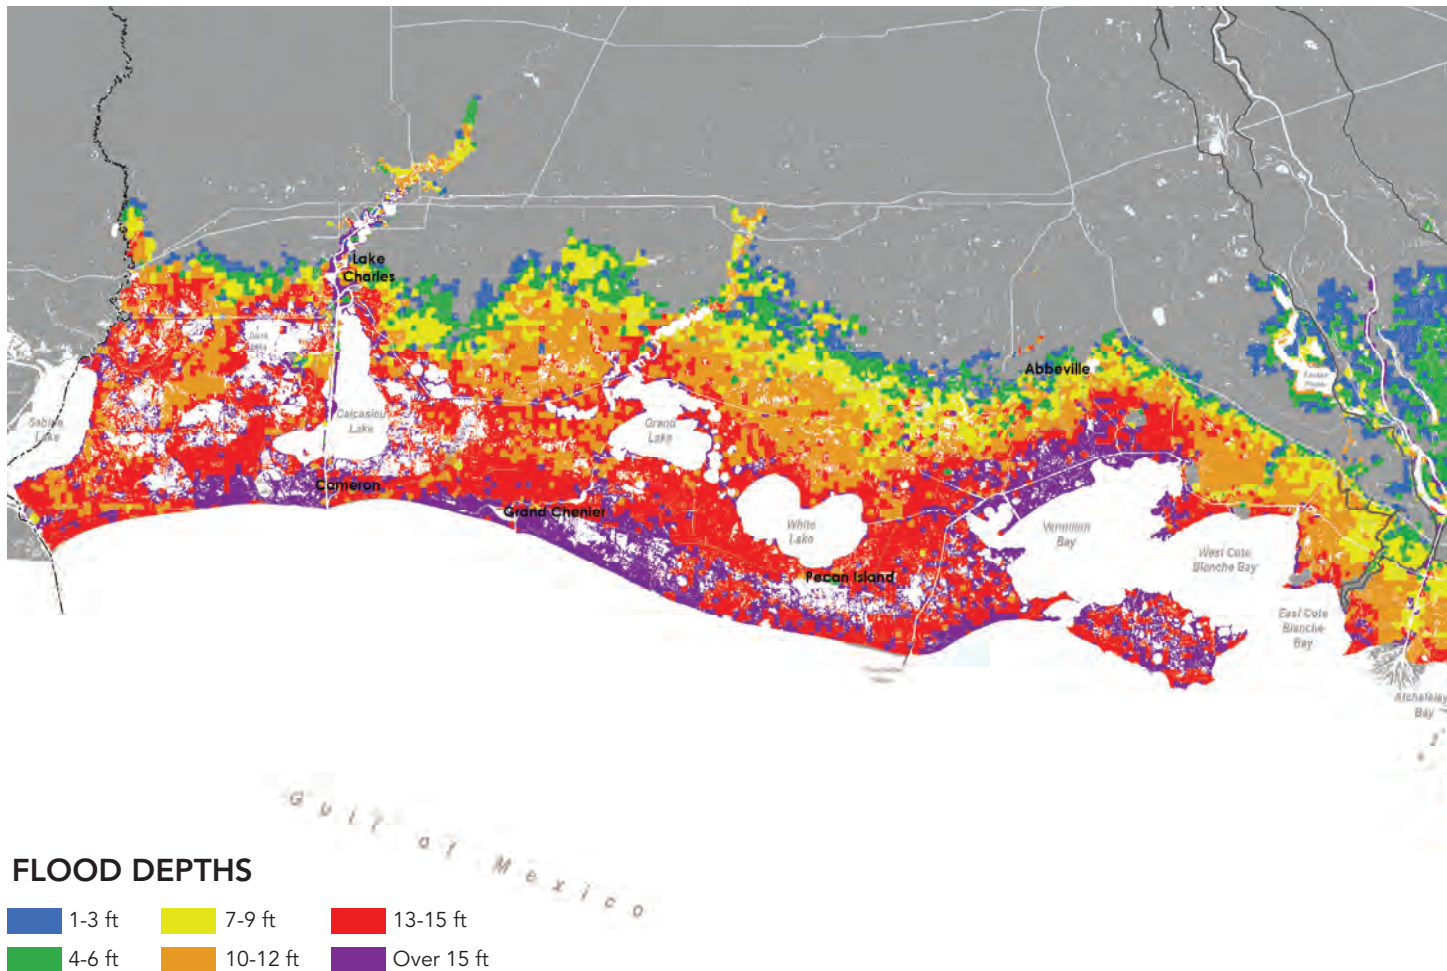 Lake
Charles
Sabine
Lake
Calcasieu
Lake
Grand
Lake
Abbeville
Cameron
Grand Chenier
White
Lake
Pecan Island
Vermilion
Bay
West Cote
Blanche Bay
East Cote
Blanche
Bay
Bay
Gulf of Mexico
FLOOD DEPTHS
1-3 ft
7-9 ft
13-15 ft
4-6 ft
10-12 ft
Over 15 ft